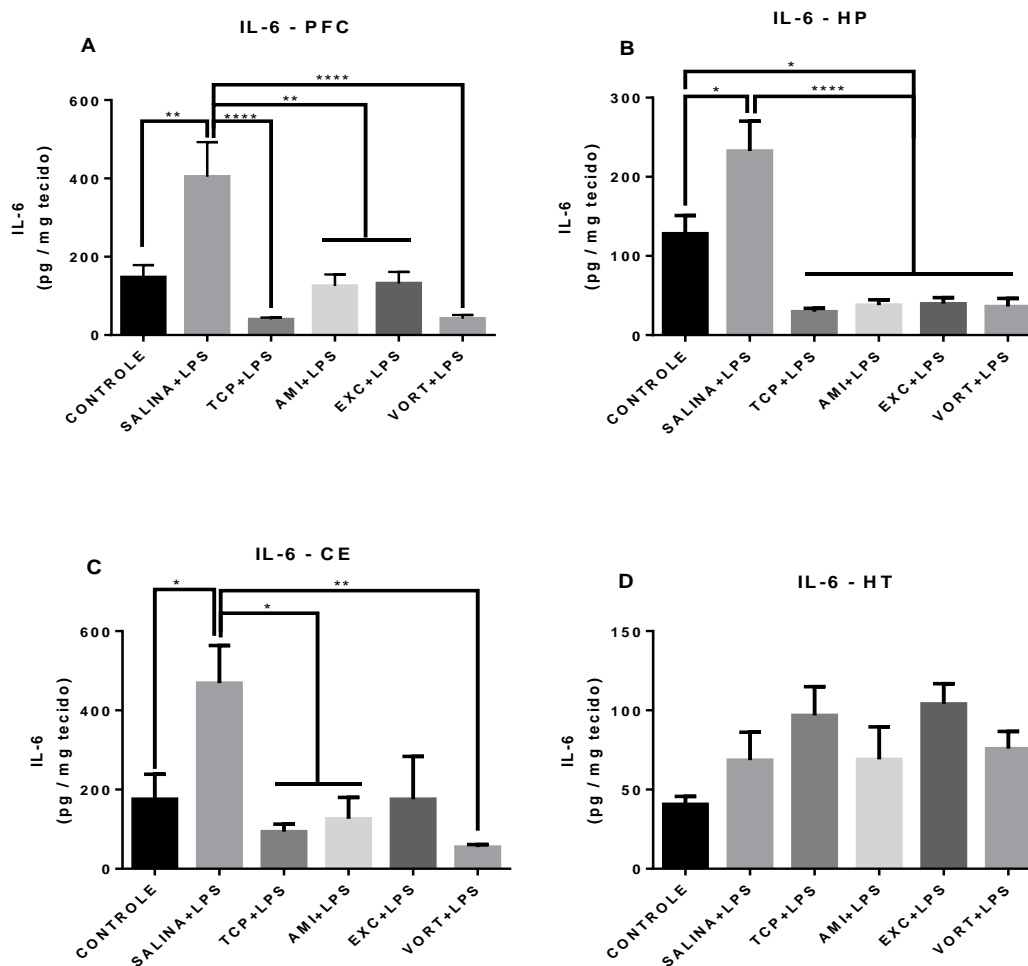 A
IL-6 - PFC
****
**
**
****
IL-6
(pg / mg tecido)
600
400
200
0
CONTROLE
SALINA+LPS
TCP+LPS
AMI+LPS
EXC+LPS
VORT+LPS
B
IL-6 - HP
*
*
****
IL-6
(pg / mg tecido)
300
200
100
0
CONTROLE
SALINA+LPS
TCP+LPS
AMI+LPS
EXC+LPS
VORT+LPS
C
IL-6 - CE
*
**
*
IL-6
(pg / mg tecido)
600
400
200
0
CONTROLE
SALINA+LPS
TCP+LPS
AMI+LPS
EXC+LPS
VORT+LPS
D
IL-6 - HT
IL-6
(pg / mg tecido)
150
100
50
0
CONTROLE
SALINA+LPS
TCP+LPS
AMI+LPS
EXC+LPS
VORT+LPS